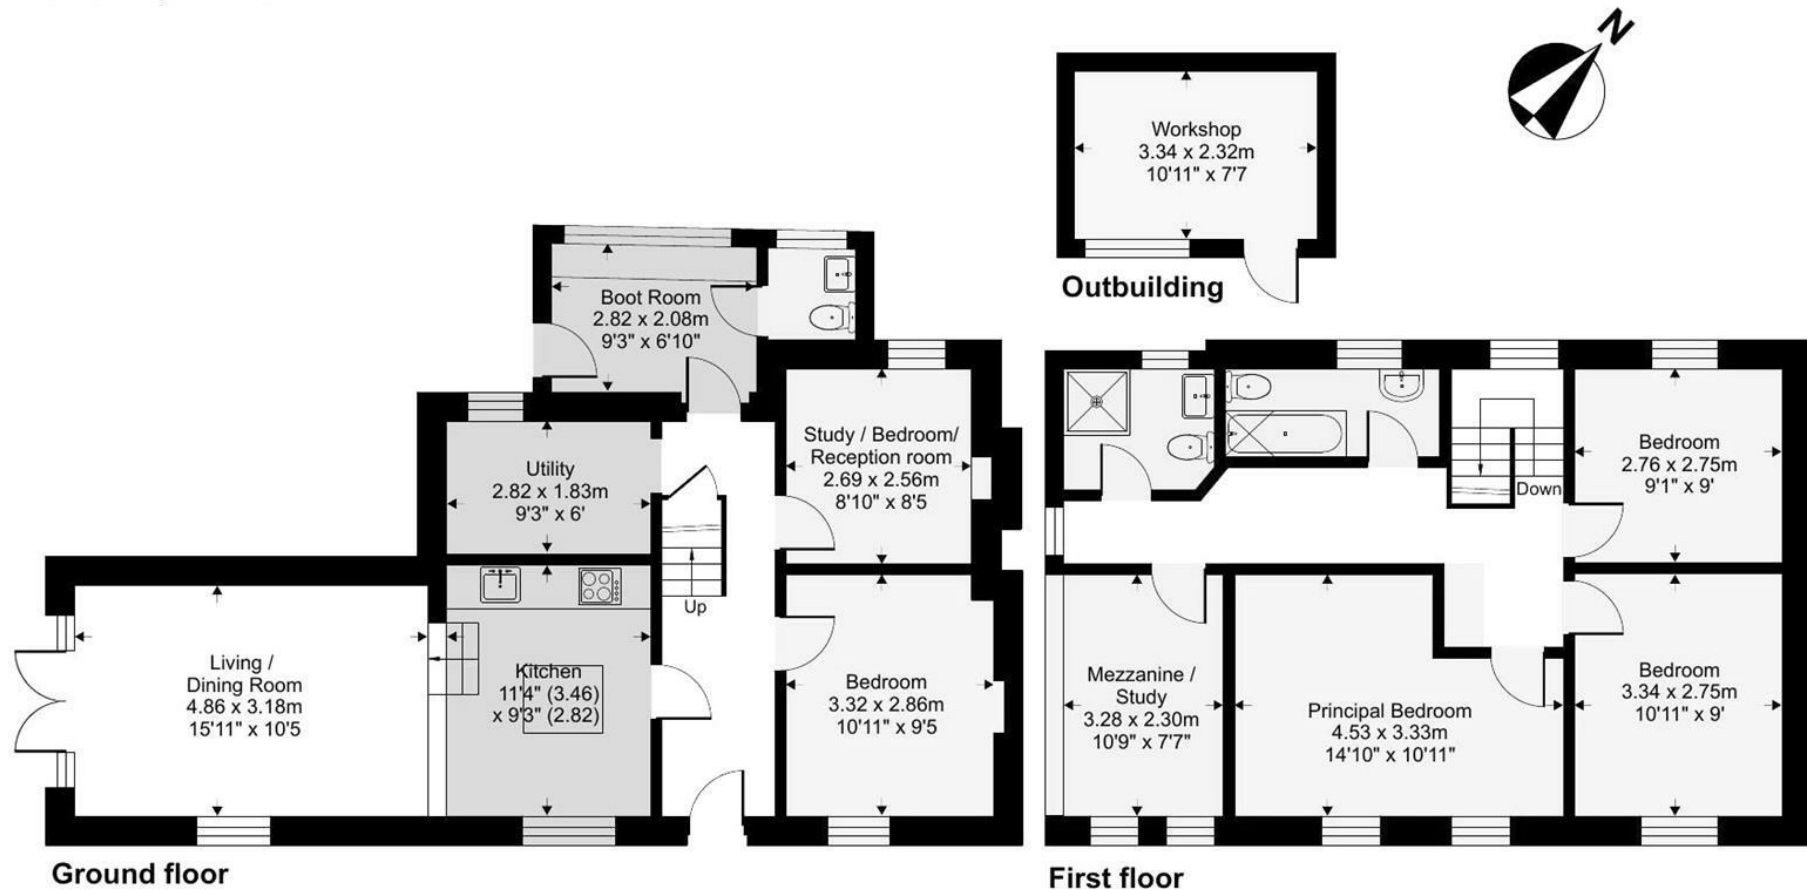 N
Workshop
3.34 x 2.32m
10'11" x 7'7
Outbuilding
Boot Room
2.82 x 2.08m
9'3" x 6'10"
Utility
2.82 x 1.83m
9'3" x 6'
Study / Bedroom/
Reception room
2.69 x 2.56m
8'10" x 8'5
Up
Living /
Dining Room
4.86 x 3.18m
15'11" x 10'5
Kitchen
11'4" (3.46)
x 9'3" (2.82)
Bedroom
3.32 x 2.86m
10'11" x 9'5
Ground floor
Bedroom
2.76 x 2.75m
9'1" x 9'
Down
Mezzanine /
Study
3.28 x 2.30m
10'9" x 7'7"
Principal Bedroom
4.53 x 3.33m
14'10" x 10'11"
Bedroom
3.34 x 2.75m
10'11" x 9'
First floor